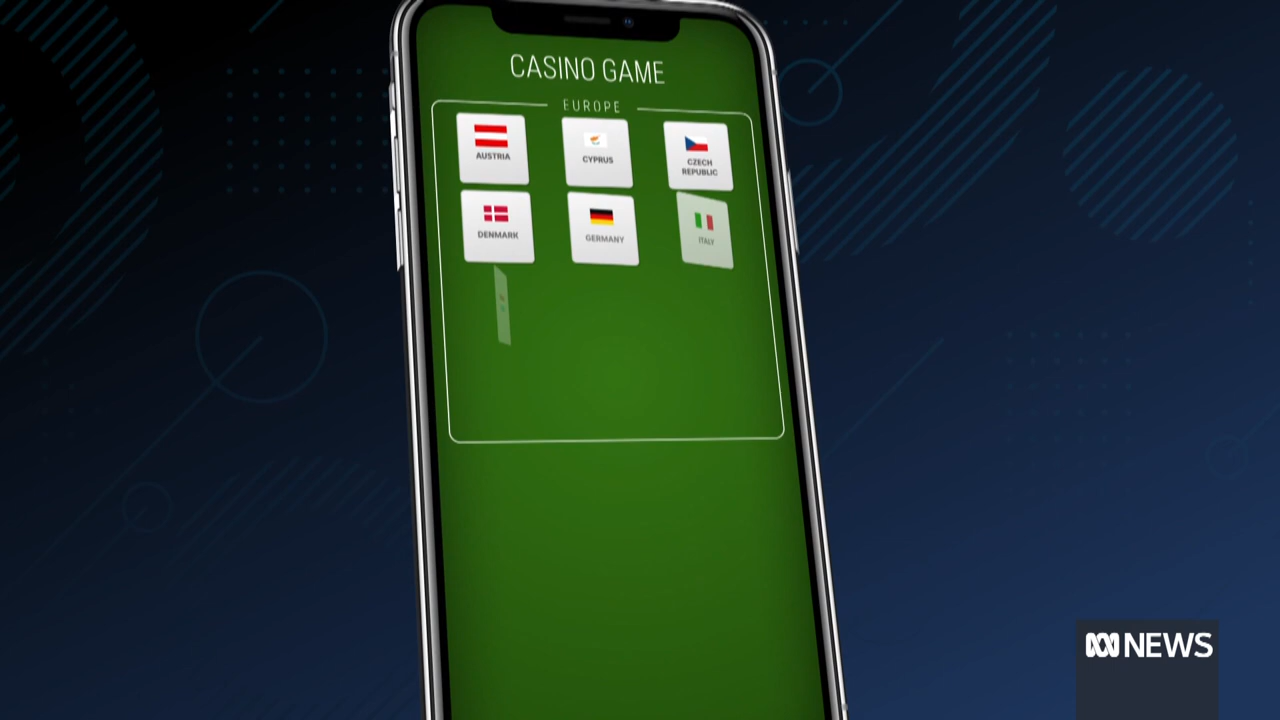 CASINO GAME
EUROPE
AUSTRIA
CYPRUS
CZECH
REPUBLIC
DENMARK
GERMANY
ITALY
NEWS